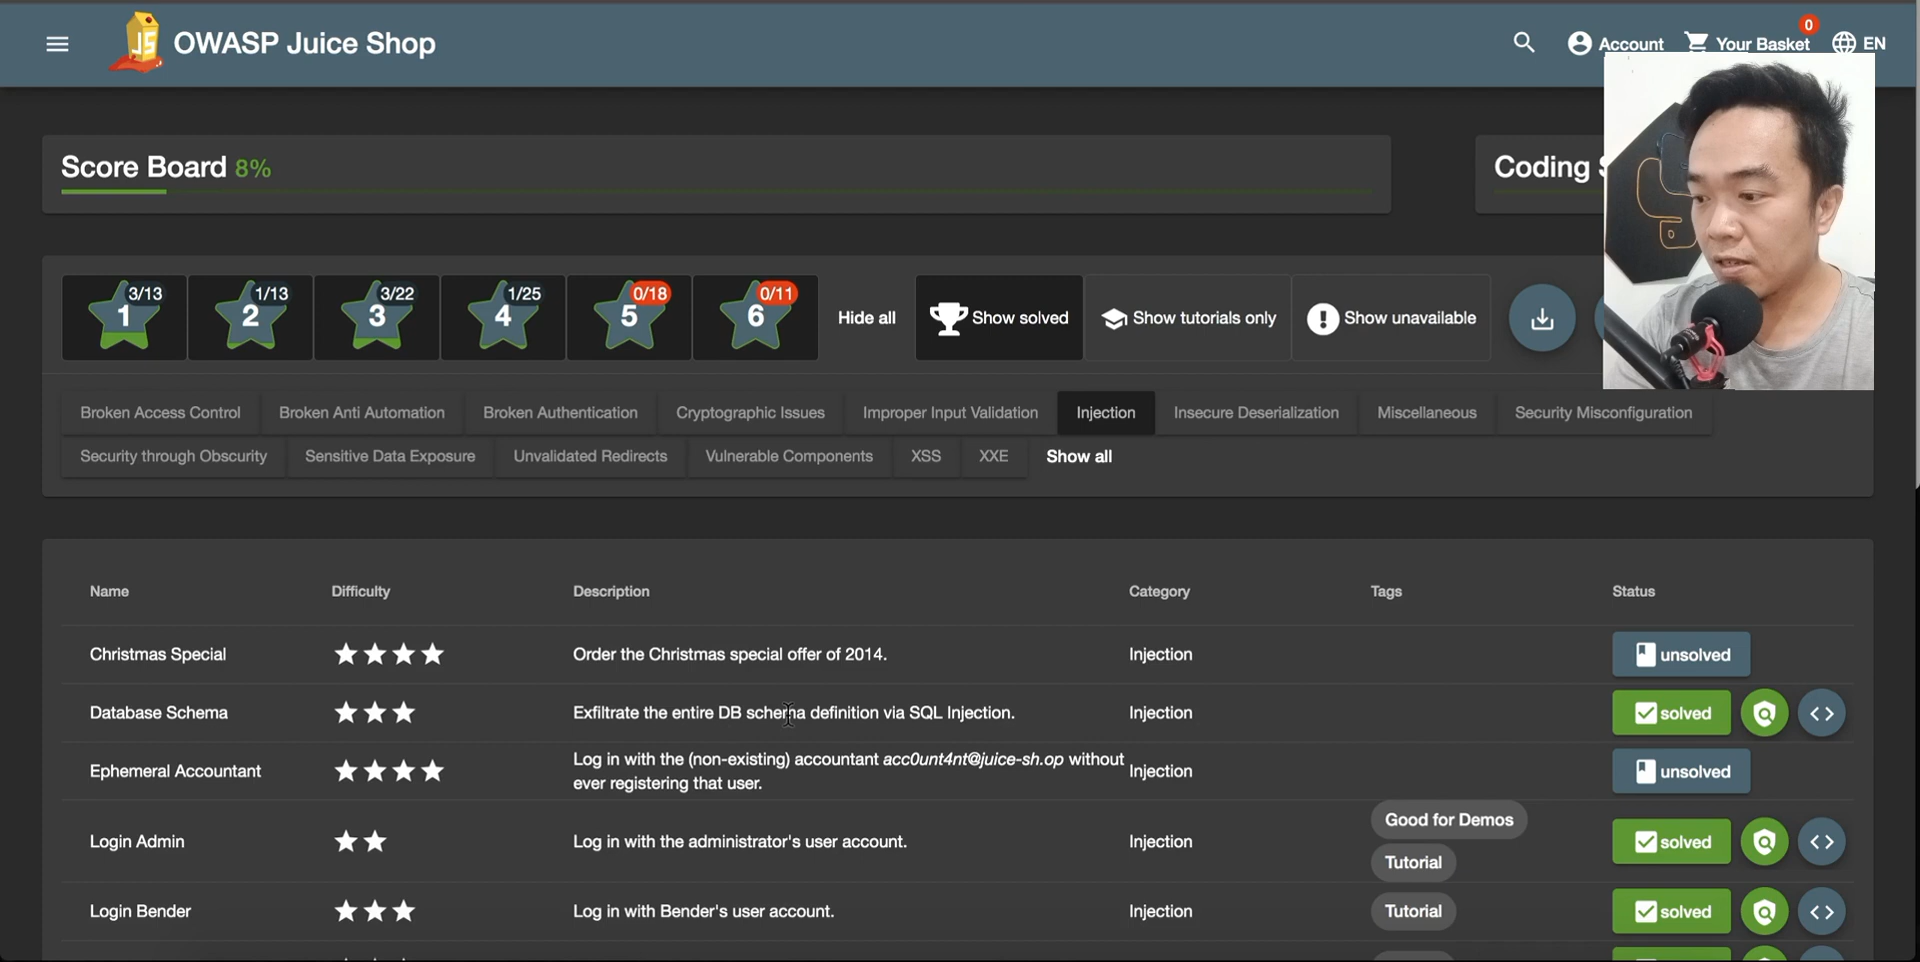 OWASP Juice Shop
Account
Your Basket
0
EN
Score Board 8%
Coding
1 3/13
2 1/13
3 3/22
4 1/25
5 0/18
6 0/11
Hide all
Show solved
Show tutorials only
Show unavailable
Broken Access Control
Broken Anti Automation
Broken Authentication
Cryptographic Issues
Improper Input Validation
Injection
Insecure Deserialization
Miscellaneous
Security Misconfiguration
Security through Obscurity
Sensitive Data Exposure
Unvalidated Redirects
Vulnerable Components
XSS
XXE
Show all
Name Difficulty Description Category Tags Status
Christmas Special Order the Christmas special offer of 2014. Injection unsolved
Database Schema Exfiltrate the entire DB schema definition via SQL Injection. Injection solved
Ephemeral Accountant Log in with the (non-existing) accountant acc0unt4nt@juice-sh.op without
ever registering that user. Injection unsolved
Login Admin Log in with the administrator's user account. Injection Good for Demos
Tutorial solved
Login Bender Log in with Bender's user account. Injection Tutorial solved